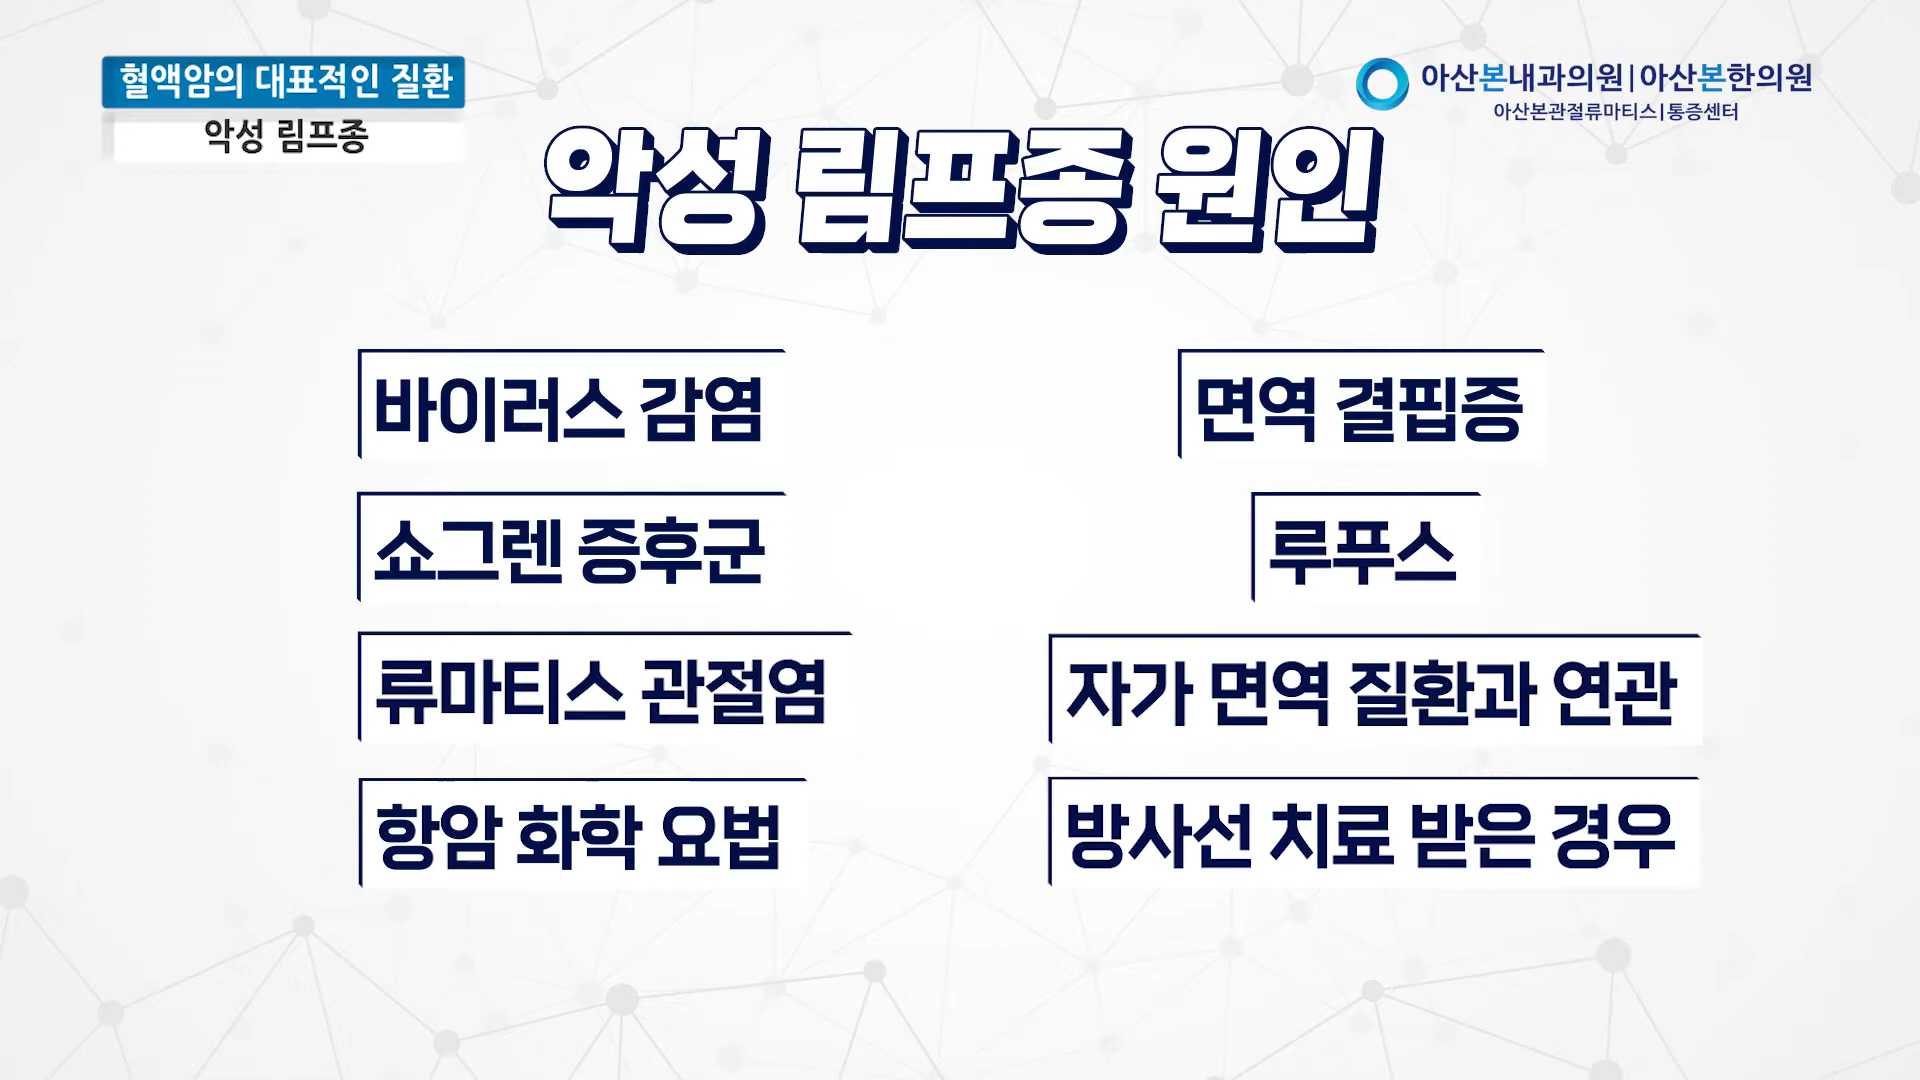 혈액암의 대표적인 질환
악성 림프종
아산본내과의원|아산본한의원
아산본관절류마티스|통증센터
악성 림프종 원인
바이러스 감염
면역 결핍증
쇼그렌 증후군
루푸스
류마티스 관절염
자가 면역 질환과 연관
항암 화학 요법
방사선 치료 받은 경우